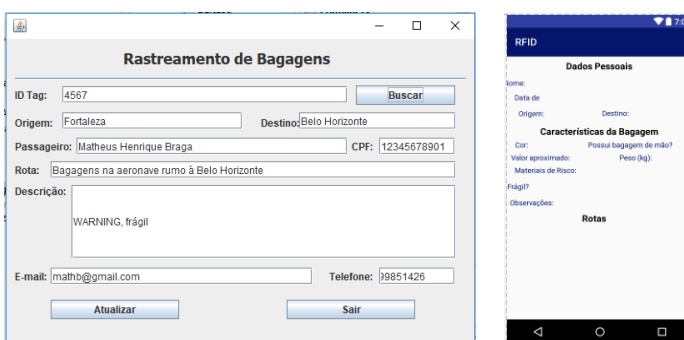 Rastreamento de Bagagens
ID Tag: 4567 Buscar
Origem: Fortaleza Destino: Belo Horizonte
Passageiro: Matheus Henrique Braga CPF: 12345678901
Rota: Bagagens na aeronave rumo à Belo Horizonte
Descrição:
WARNING, frágil
E-mail: mathb@gmail.com Telefone: 99851426
Atualizar Sair
7:0
RFID
Dados Pessoais
Nome:
Data de
Origem: Destino:
Características da Bagagem
Cor: Possui bagagem de mão?
Valor aproximado: Peso (kg):
Materiais de Risco:
Frágil?
Observações:
Rotas